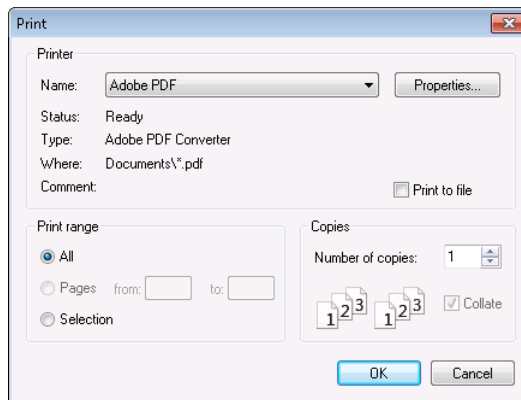 Print
Printer
Name: Adobe PDF Properties...
Status: Ready
Type: Adobe PDF Converter
Where: Documents\*.pdf
Comment:
Print to file
Print range
All
Pages from: to:
Selection
Copies
Number of copies: 1
1 2 3 1 2 3 Collate
OK Cancel